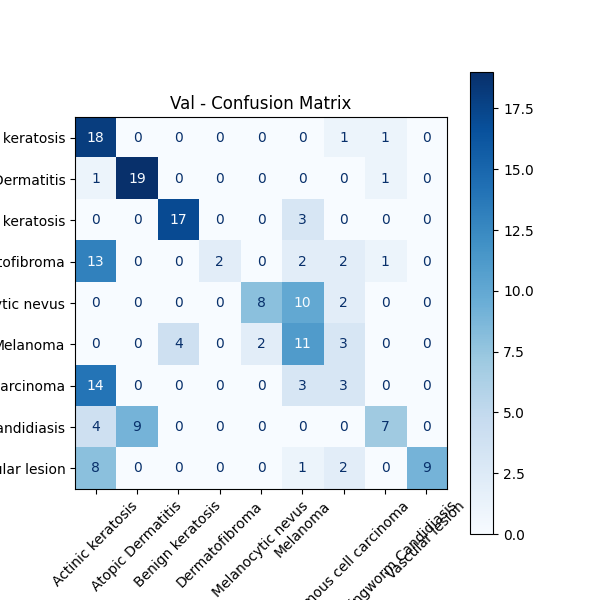 Val - Confusion Matrix
keratosis 18 0 0 0 0 0 1 1 0
Dermatitis 1 19 0 0 0 0 0 1 0
keratosis 0 0 17 0 0 3 0 0 0
tofibroma 13 0 0 2 0 2 2 1 0
ytic nevus 0 0 0 0 8 10 2 0 0
Melanoma 0 0 4 0 2 11 3 0 0
arcinoma 14 0 0 0 0 3 3 0 0
andidiasis 4 9 0 0 0 0 0 7 0
ular lesion 8 0 0 0 0 1 2 0 9
Actinic keratosis
Atopic Dermatitis
Benign keratosis
Dermatofibroma
Melanocytic nevus
Melanoma
mous cell carcinoma
ingworm Candidiasis
Vascular lesion
17.5
15.0
12.5
10.0
7.5
5.0
2.5
0.0